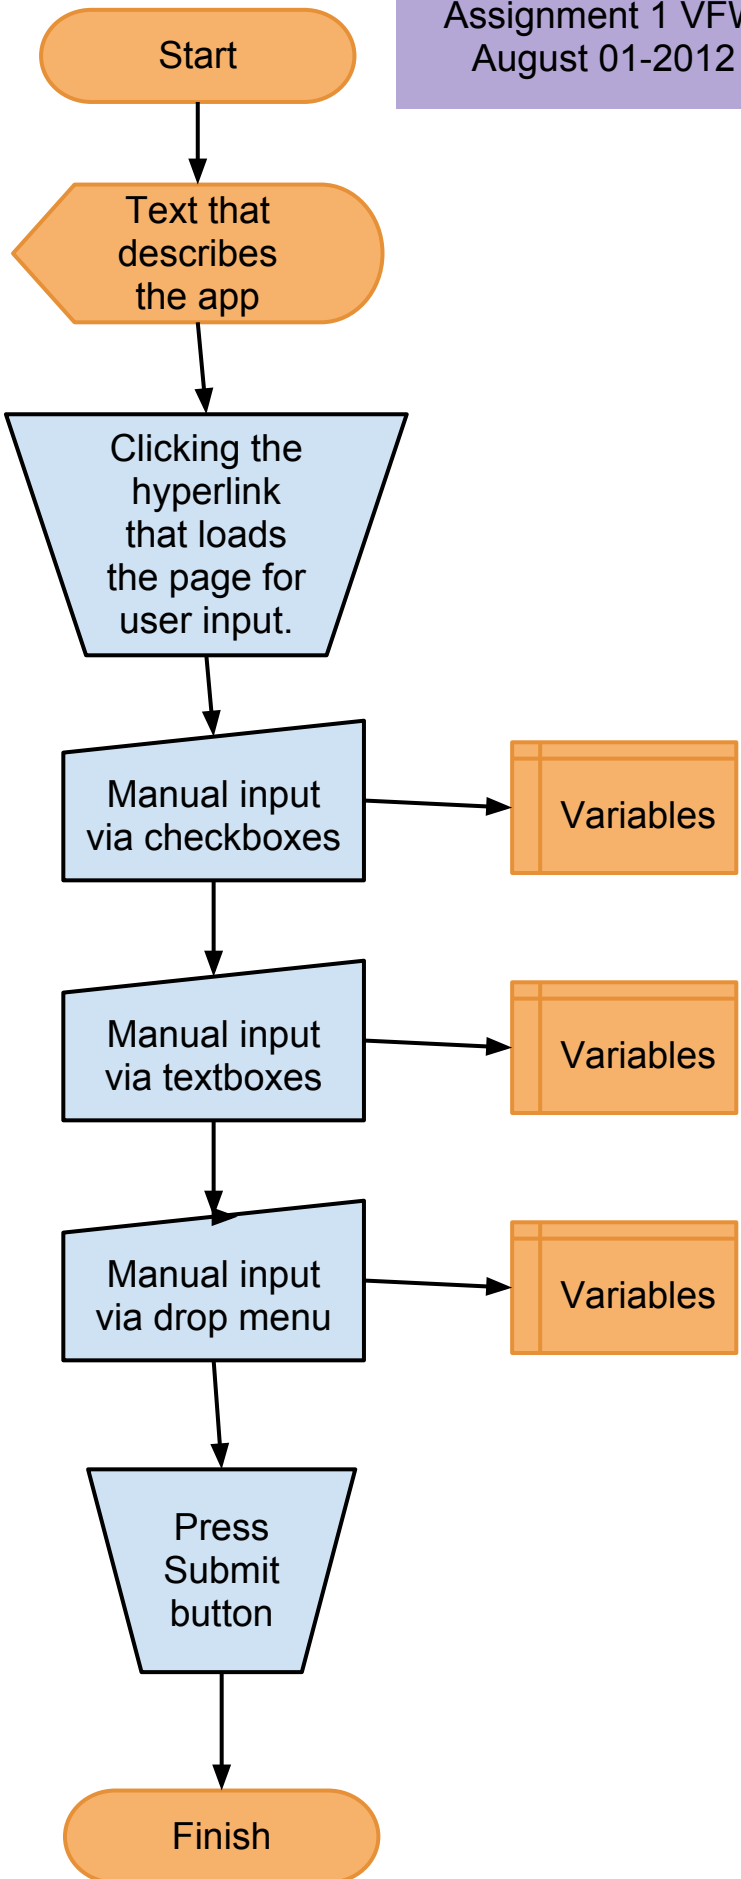 Assignment 1 VFW
August 01-2012
Start
Text that
describes
the app
Clicking the
hyperlink
that loads
the page for
user input.
Manual input
via checkboxes
Variables
Manual input
via textboxes
Variables
Manual input
via drop menu
Variables
Press
Submit
button
Finish